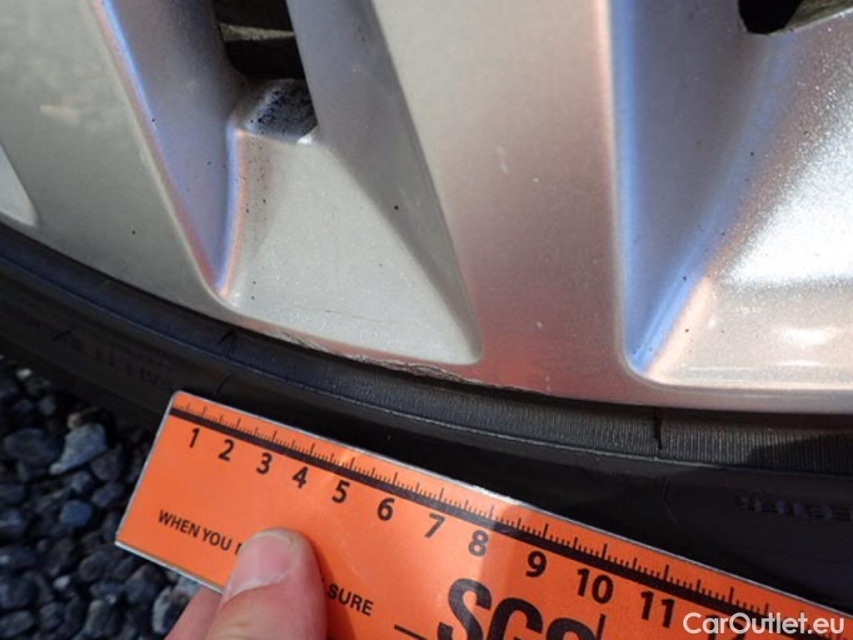 1 2 3 4 5 6 7 8 9 10 11
WHEN YOU
SURE
SGS
CarOutlet.eu